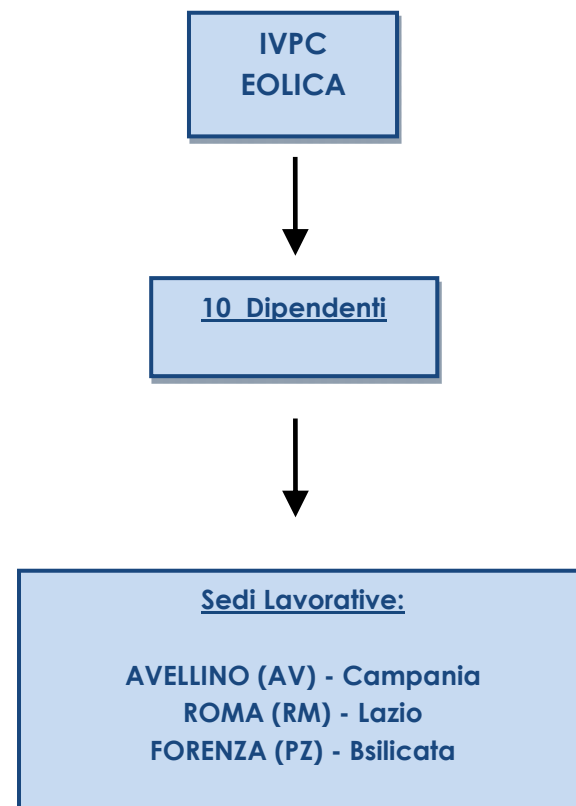 IVPC
EOLICA
10 Dipendenti
Sedi Lavorative:
AVELLINO (AV) - Campania
ROMA (RM) - Lazio
FORENZA (PZ) - Bsilicata